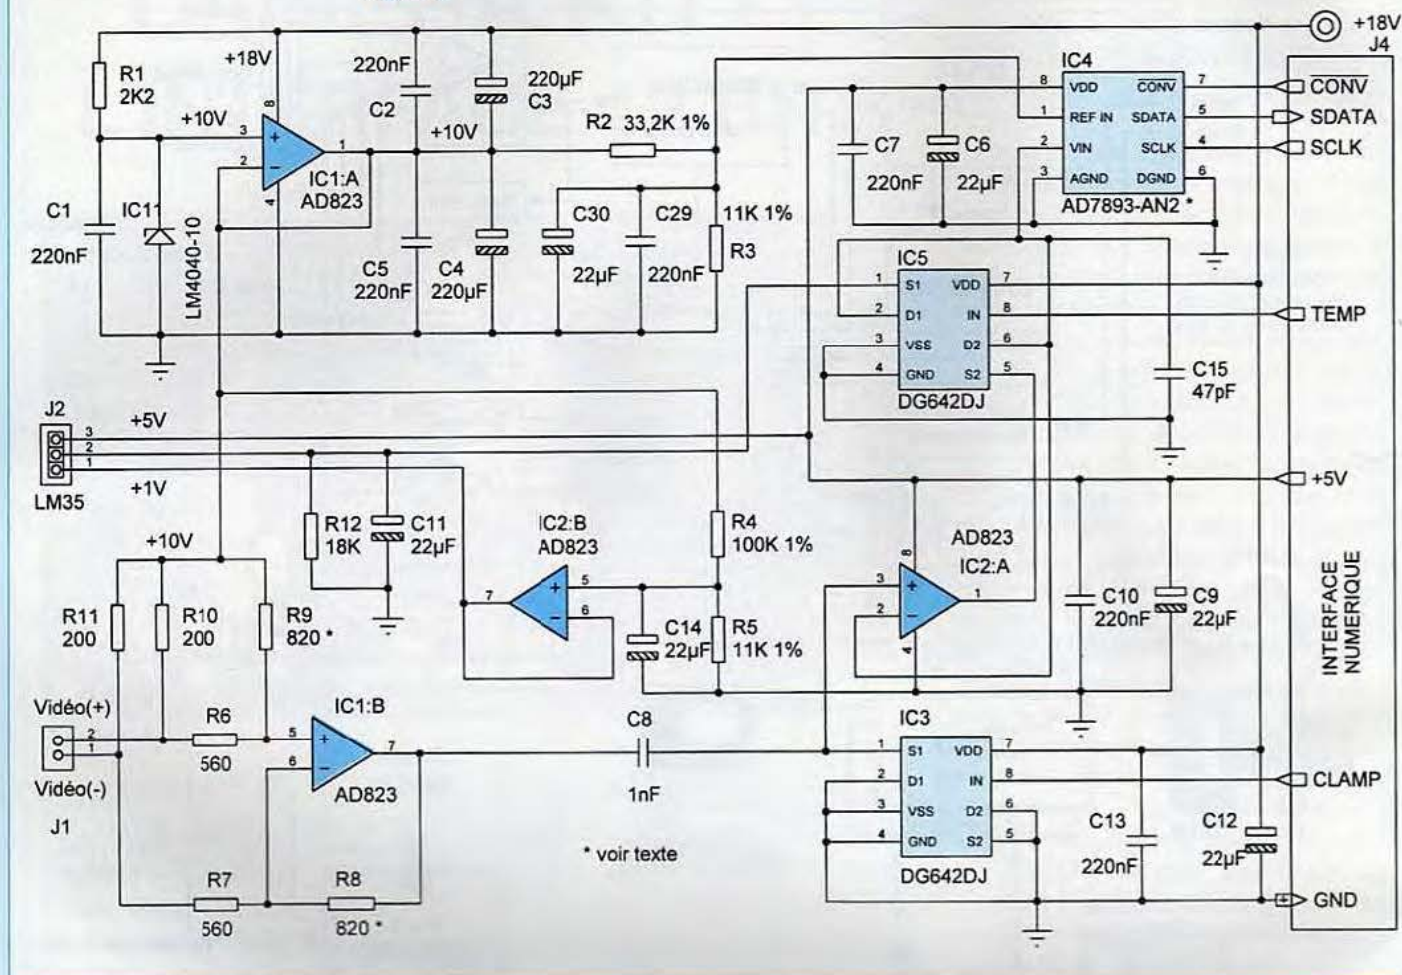 +18V
J4
R1
2K2
+18V
220nF
C2
220µF
C3
+10V
8
3
2
1
4
IC1:A
AD823
+10V
R2 33,2K 1%
IC4
8 VDD CONV 7
1 REF IN SDATA 5
2 VIN SCLK 4
3 AGND DGND 6
AD7893-AN2 *
CONV
SDATA
SCLK
C7
220nF
C6
22µF
C1
220nF
IC11
LM4040-10
C5
220nF
C4
220µF
C30
22µF
C29
220nF
11K 1%
R3
IC5
1 S1 VDD 7
2 D1 IN 8
3 VSS D2 6
4 GND S2 5
DG642DJ
TEMP
C15
47pF
J2
3
2
1
+5V
+1V
LM35
+5V
R12
18K
C11
22µF
IC2:B
AD823
7
5
6
R4
100K 1%
C14
22µF
R5
11K 1%
AD823
IC2:A
8
3
2
1
4
C10
220nF
C9
22µF
INTERFACE
NUMERIQUE
+10V
R11
200
R10
200
R9
820 *
Vidéo(+)
2
1
Vidéo(-)
J1
R6
560
IC1:B
5
6
7
AD823
C8
1nF
IC3
1 S1 VDD 7
2 D1 IN 8
3 VSS D2 6
4 GND S2 5
DG642DJ
CLAMP
C13
220nF
C12
22µF
GND
* voir texte
R7
560
R8
820 *